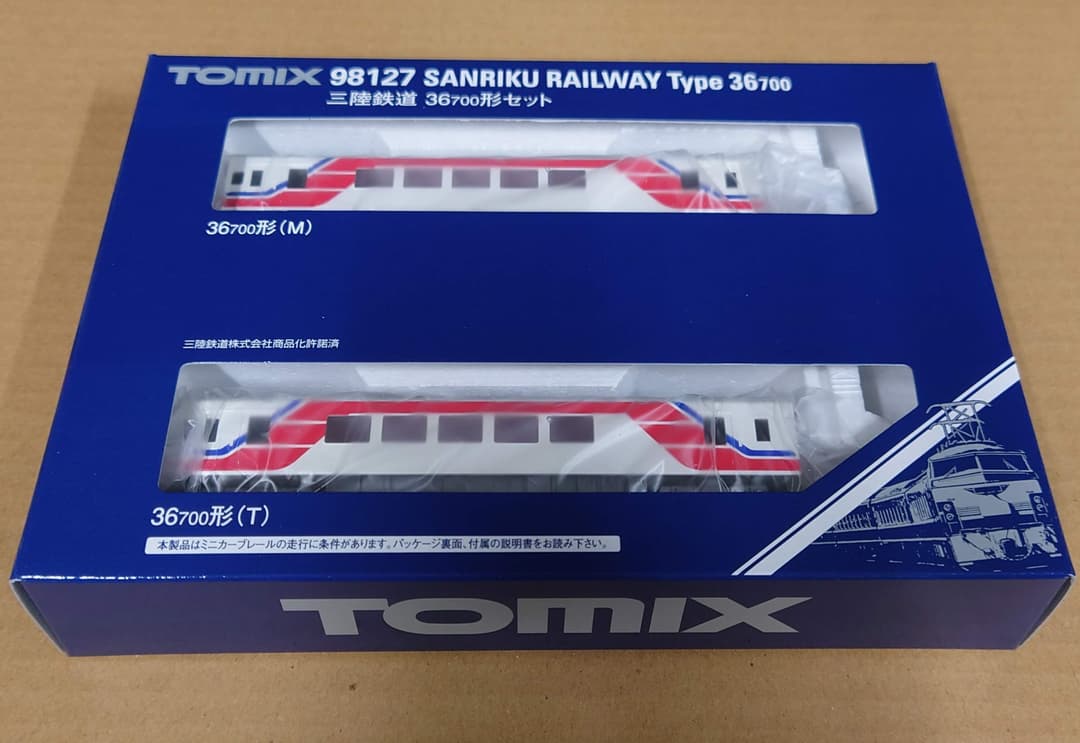 TOMIX 98127 SANRIKU RAILWAY Type 36700
三陸鉄道 36700形セット
36700形(M)
三陸鉄道株式会社商品化許諾済
36700形(T)
本製品はミニカーブレールの走行に条件があります。パッケージ裏面、付属の説明書をお読み下さい。
TOMIX